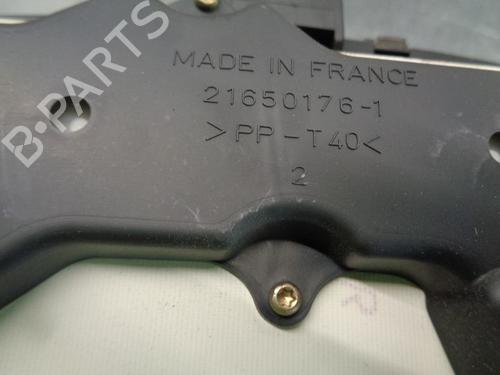 B-PARTS
MADE IN FRANCE
21650176-1
>PP-T40<
2